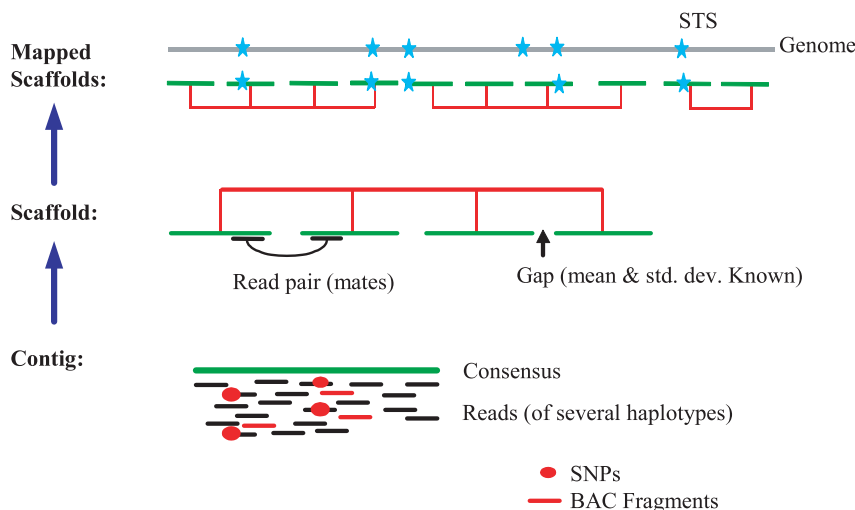 STS
Genome
Mapped
Scaffolds:
Scaffold:
Read pair (mates)
Gap (mean & std. dev. Known)
Contig:
Consensus
Reads (of several haplotypes)
SNPs
BAC Fragments